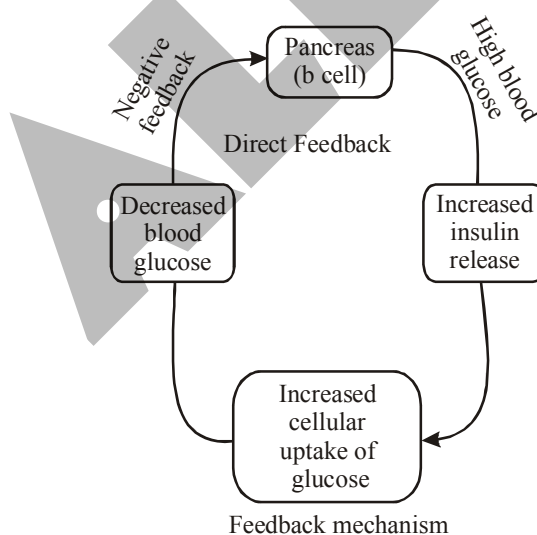 Pancreas
(b cell)
Negative
feedback
High blood
glucose
Direct Feedback
Decreased
blood
glucose
Increased
insulin
release
Increased
cellular
uptake of
glucose
Feedback mechanism